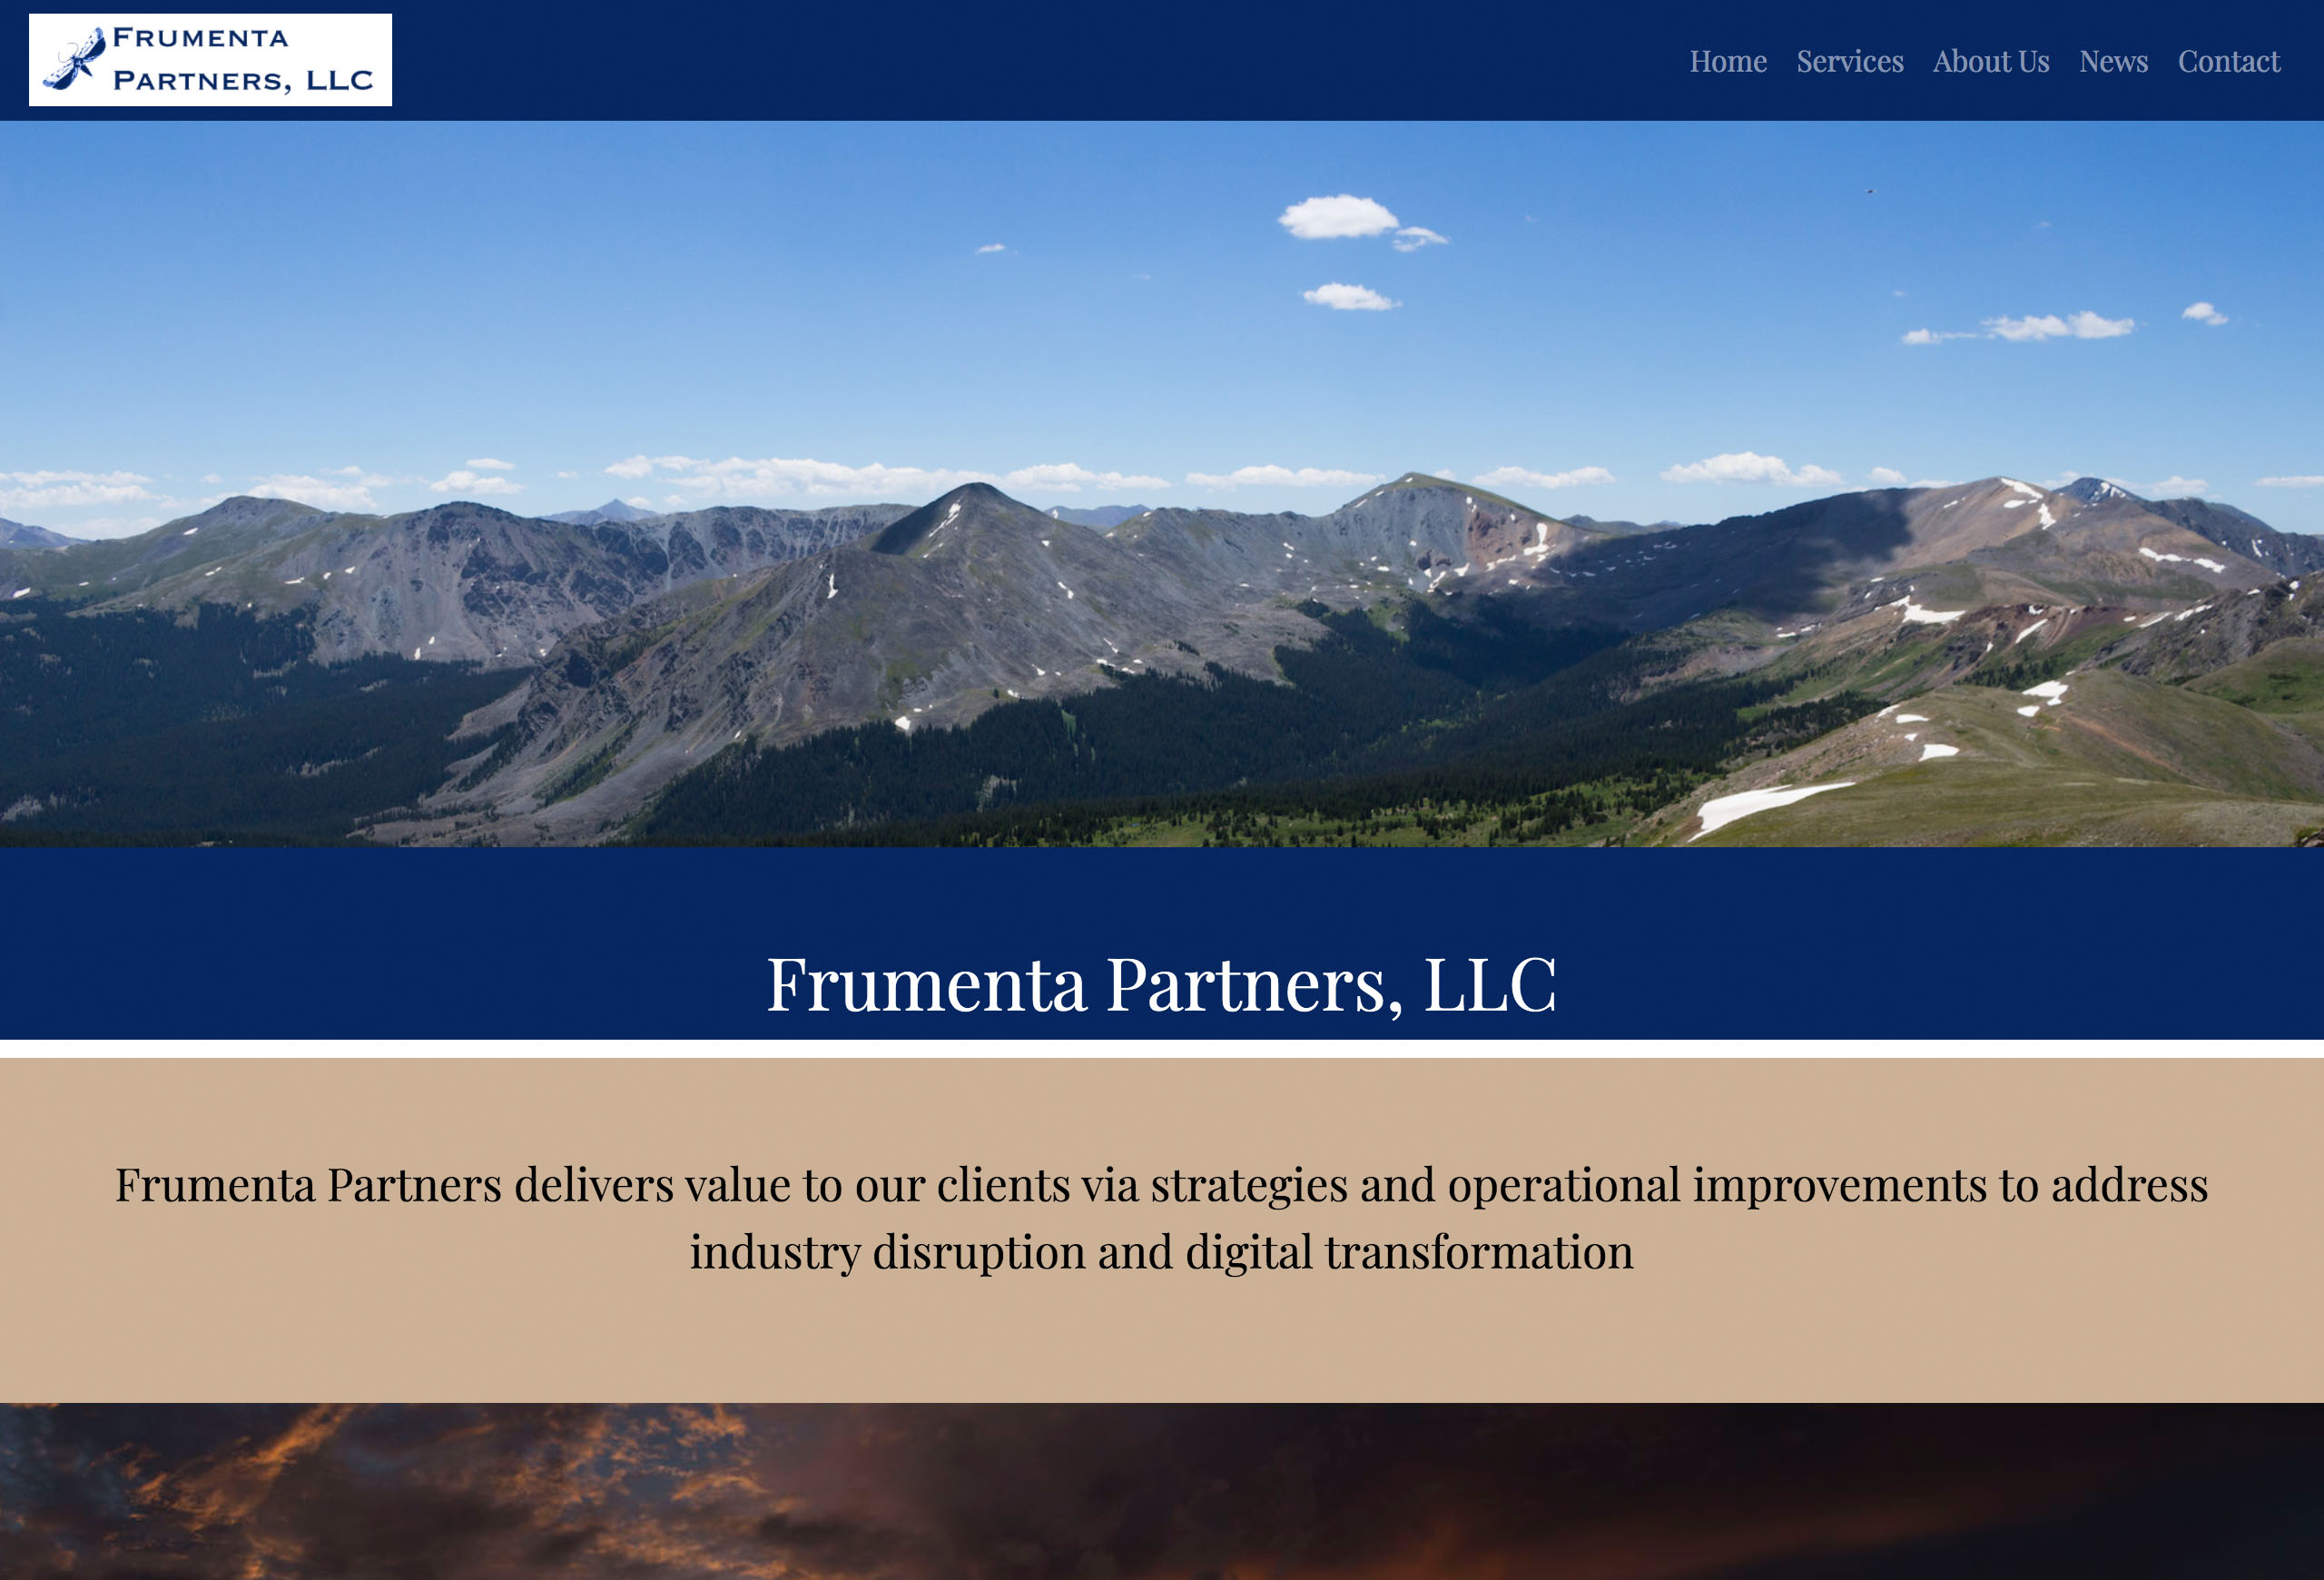 FRUMENTA
PARTNERS, LLC
Home Services About Us News Contact
Frumenta Partners, LLC
Frumenta Partners delivers value to our clients via strategies and operational improvements to address
industry disruption and digital transformation